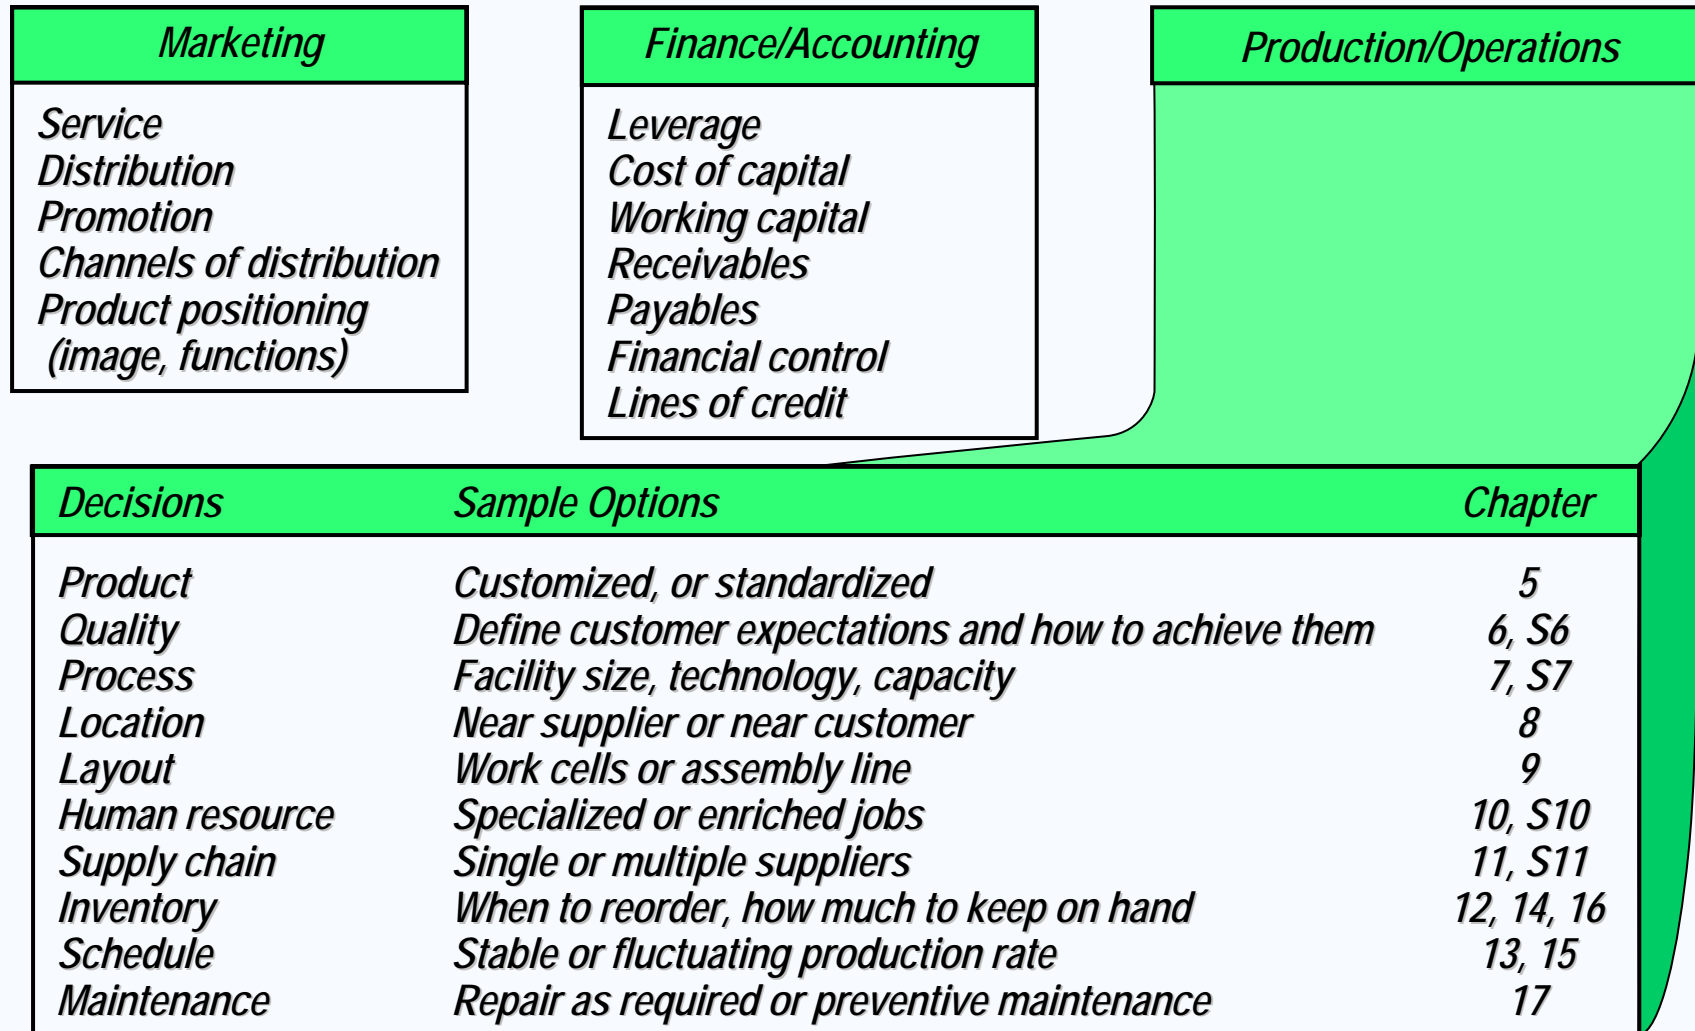 Marketing
Service
Distribution
Promotion
Channels of distribution
Product positioning
(image, functions)
Finance/Accounting
Leverage
Cost of capital
Working capital
Receivables
Payables
Financial control
Lines of credit
Production/Operations
Decisions Sample Options Chapter
Product Customized, or standardized 5
Quality Define customer expectations and how to achieve them 6, S6
Process Facility size, technology, capacity 7, S7
Location Near supplier or near customer 8
Layout Work cells or assembly line 9
Human resource Specialized or enriched jobs 10, S10
Supply chain Single or multiple suppliers 11, S11
Inventory When to reorder, how much to keep on hand 12, 14, 16
Schedule Stable or fluctuating production rate 13, 15
Maintenance Repair as required or preventive maintenance 17